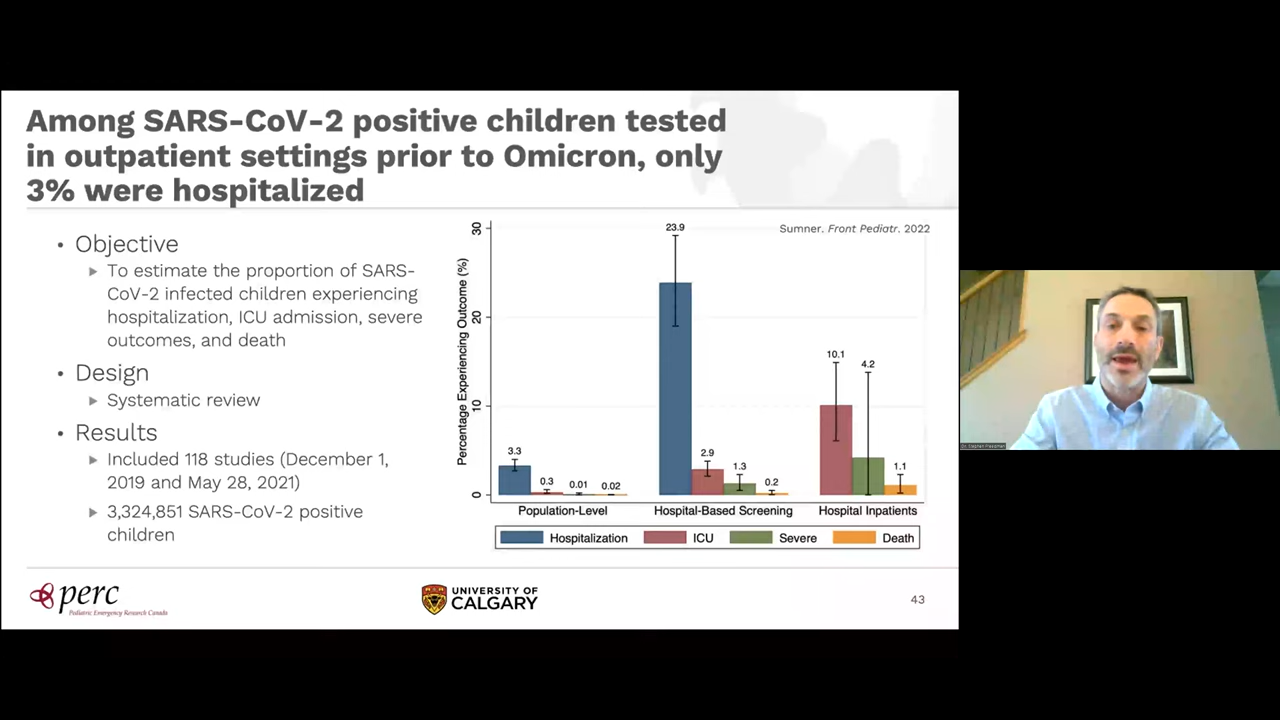 Among SARS-CoV-2 positive children tested
in outpatient settings prior to Omicron, only
3% were hospitalized
• Objective
To estimate the proportion of SARS-
CoV-2 infected children experiencing
hospitalization, ICU admission, severe
outcomes, and death
• Design
Systematic review
• Results
Included 118 studies (December 1,
2019 and May 28, 2021)
3,324,851 SARS-CoV-2 positive
children
Sumner. Front Pediatr. 2022
Percentage Experiencing Outcome (%)
30
20
10
0
3.3
0.3
0.01
0.02
23.9
2.9
1.3
0.2
10.1
4.2
1.1
Population-Level
Hospital-Based Screening
Hospital Inpatients
Hospitalization ICU Severe Death
perc
Pediatric Emergency Research Canada
UNIVERSITY OF
CALGARY
43